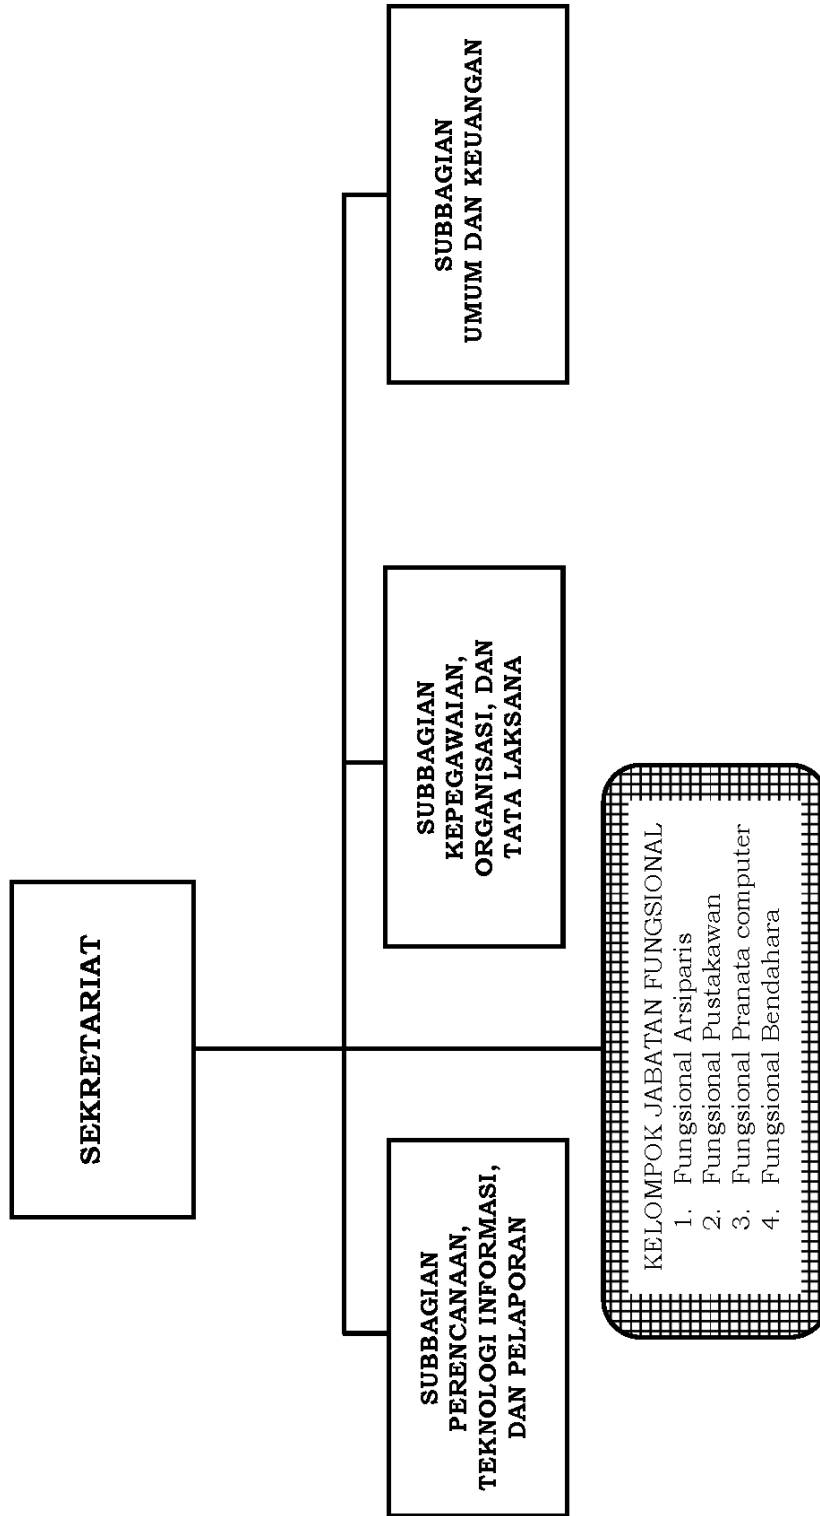 SEKRETARIAT
SUBBAGIAN
PERENCANAAN,
TEKNOLOGI INFORMASI,
DAN PELAPORAN
SUBBAGIAN
KEPEGAWAIAN,
ORGANISASI, DAN
TATA LAKSANA
SUBBAGIAN
UMUM DAN KEUANGAN
KELOMPOK JABATAN FUNGSIONAL
1. Fungsional Arsiparis
2. Fungsional Pustakawan
3. Fungsional Pranata computer
4. Fungsional Bendahara